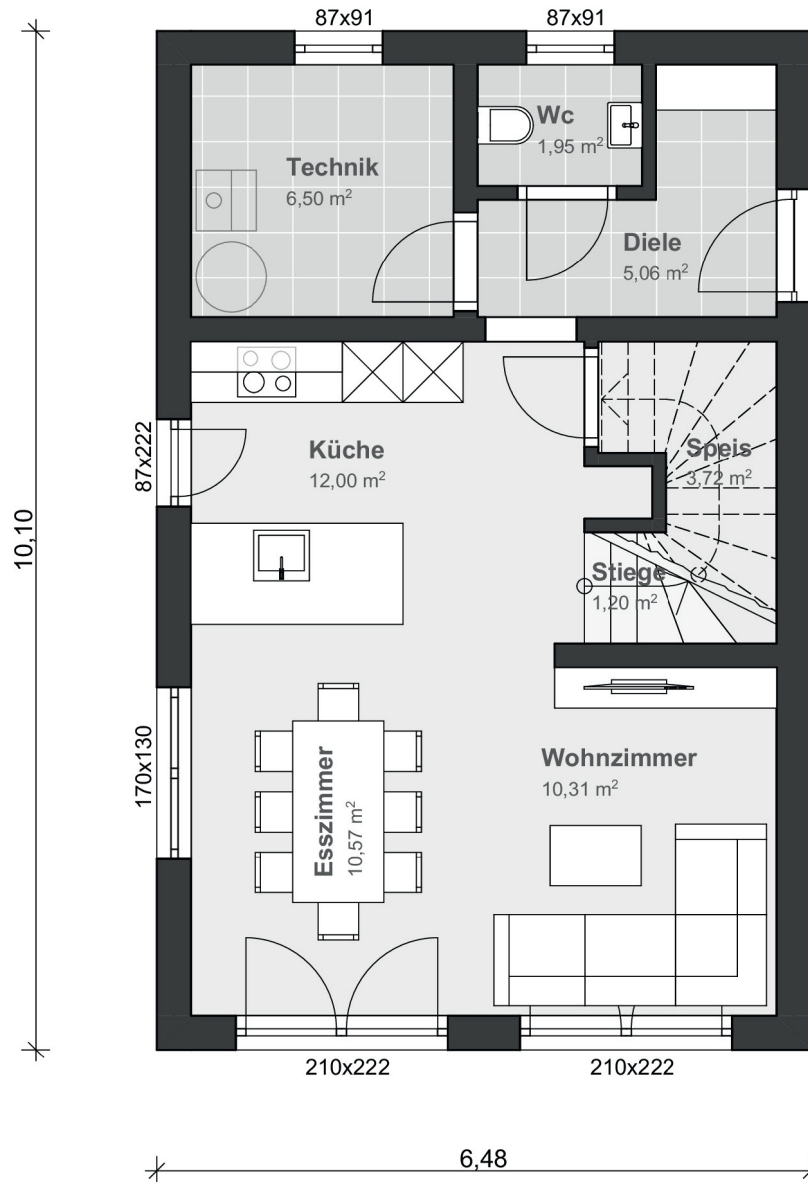 87x91
87x91
Wc
1,95 m²
Technik
6,50 m²
Diele
5,06 m²
87x222
Küche
12,00 m²
Speis
3,72 m²
10,10
Stiege
1,20 m²
170x130
Esszimmer
10,57 m²
Wohnzimmer
10,31 m²
210x222
210x222
6,48